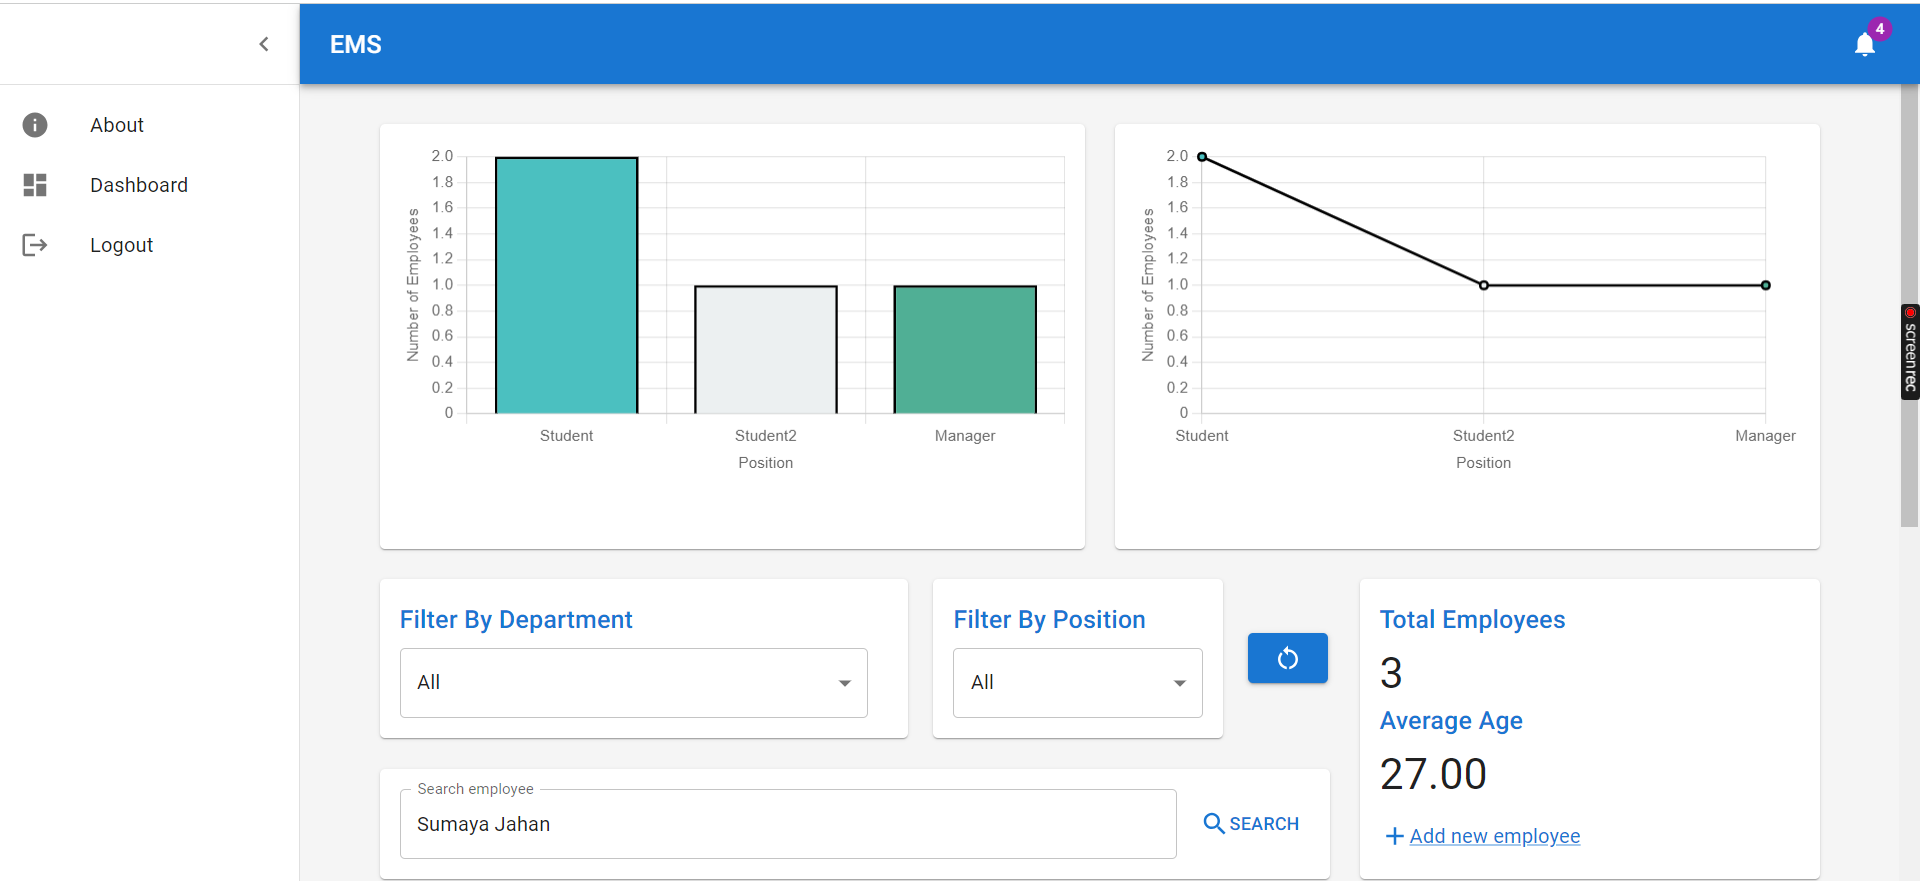 EMS
4
About
Dashboard
Logout
2.0
1.8
1.6
1.4
1.2
1.0
0.8
0.6
0.4
0.2
0
Number of Employees
Student Student2 Manager
Position
2.0
1.8
1.6
1.4
1.2
1.0
0.8
0.6
0.4
0.2
0
Number of Employees
Student Student2 Manager
Position
screenrec
Filter By Department
All
Filter By Position
All
Total Employees
3
Average Age
27.00
Add new employee
Search employee
Sumaya Jahan
SEARCH